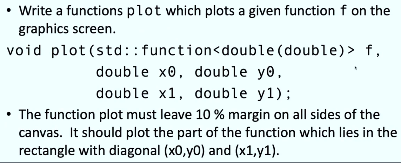 • Write a functions plot which plots a given function f on the
graphics screen.
void plot(std::function<double(double)> f,
double x0, double y0,
double x1, double y1);
• The function plot must leave 10 % margin on all sides of the
canvas. It should plot the part of the function which lies in the
rectangle with diagonal (x0,y0) and (x1,y1).